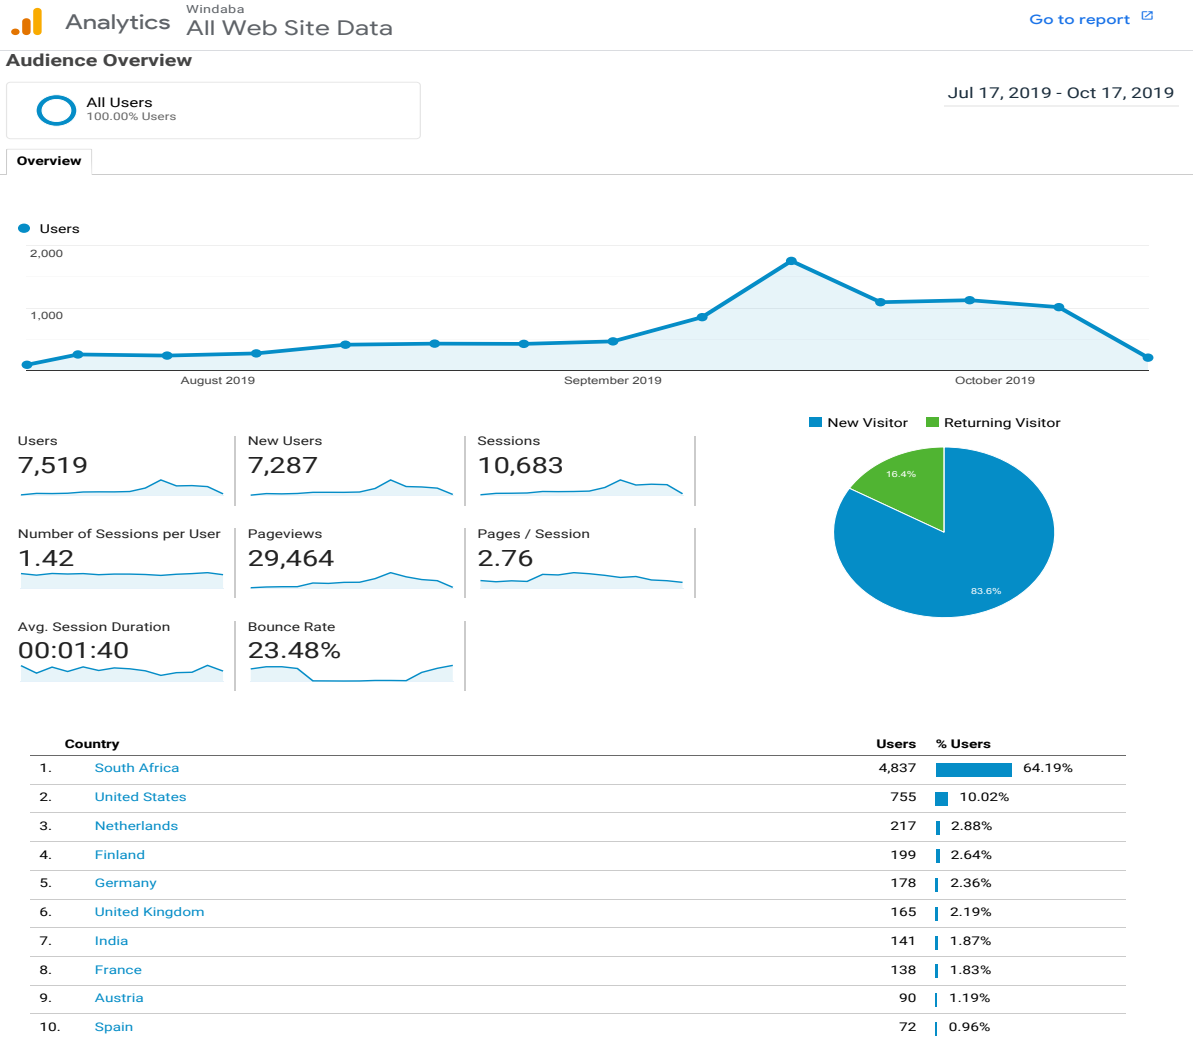 Analytics
Windaba
All Web Site Data
Go to report
Audience Overview
All Users
100.00% Users
Jul 17, 2019 - Oct 17, 2019
Overview
Users
2,000
1,000
August 2019
September 2019
October 2019
New Visitor
Returning Visitor
16.4%
83.6%
Users
7,519
New Users
7,287
Sessions
10,683
Number of Sessions per User
1.42
Pageviews
29,464
Pages / Session
2.76
Avg. Session Duration
00:01:40
Bounce Rate
23.48%
Country Users % Users
1. South Africa 4,837 64.19%
2. United States 755 10.02%
3. Netherlands 217 2.88%
4. Finland 199 2.64%
5. Germany 178 2.36%
6. United Kingdom 165 2.19%
7. India 141 1.87%
8. France 138 1.83%
9. Austria 90 1.19%
10. Spain 72 0.96%